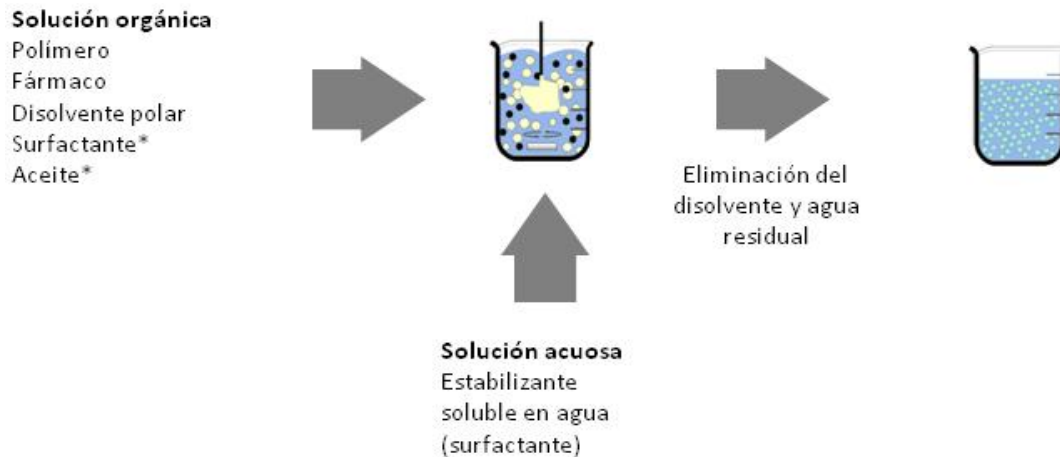 Solución orgánica
Polímero
Fármaco
Disolvente polar
Surfactante*
Aceite*
Eliminación del
disolvente y agua
residual
Solución acuosa
Estabilizante
soluble en agua
(surfactante)